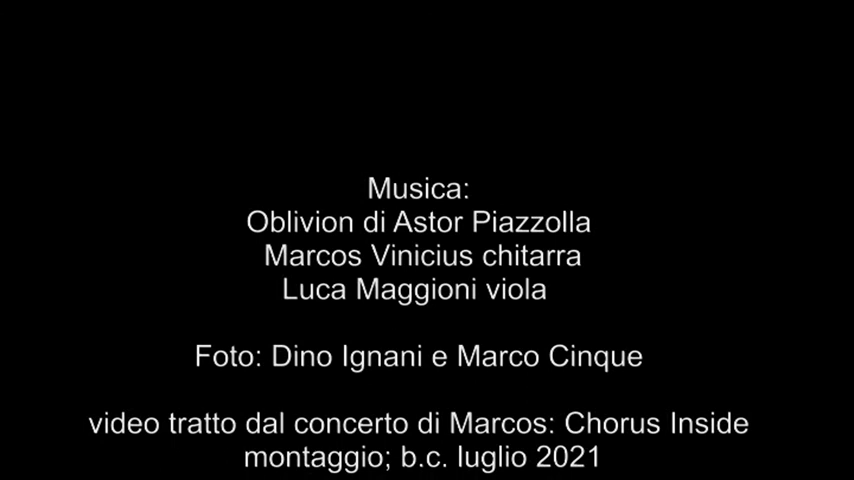 Musica:
Oblivion di Astor Piazzolla
Marcos Vinicius chitarra
Luca Maggioni viola
Foto: Dino Ignani e Marco Cinque
video tratto dal concerto di Marcos: Chorus Inside
montaggio; b.c. luglio 2021